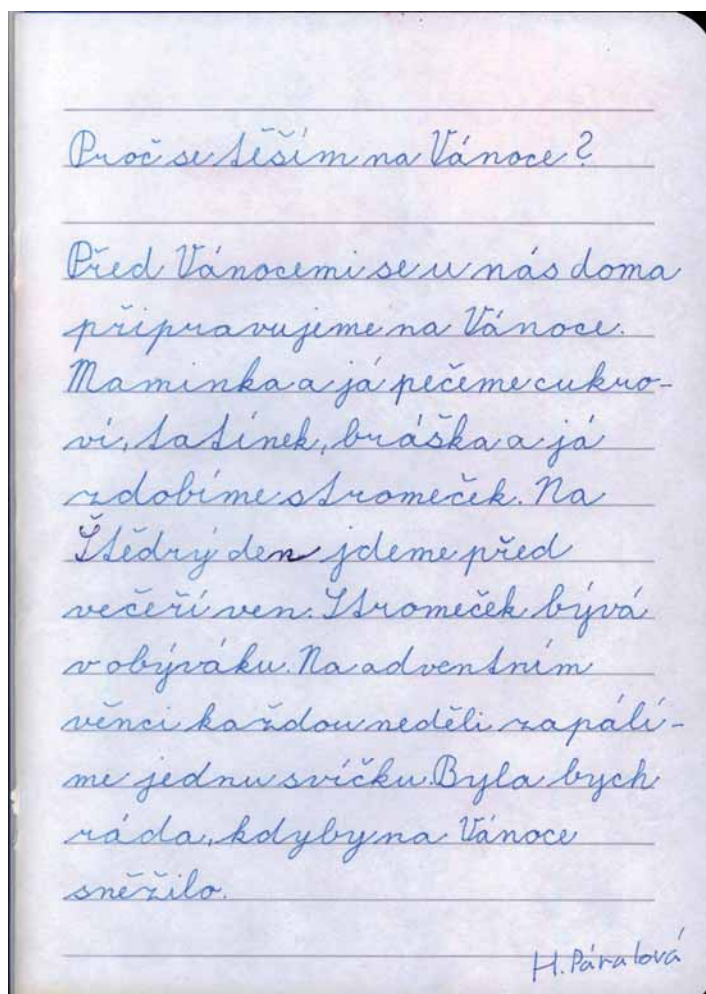 Proč se těším na Vánoce?
Před Vánocemi se u nás doma
připravujeme na Vánoce.
Maminka a já pečeme cukro-
ví, tatínek, bráška a já
zdobíme stromeček. Na
Štědrý den jdeme před
večeří ven. Stromeček bývá
v obýváku. Na adventním
věnci každou neděli zapálí-
me jednu svíčku. Byla bych
ráda, kdyby na Vánoce
sněžilo.
H. Páralová